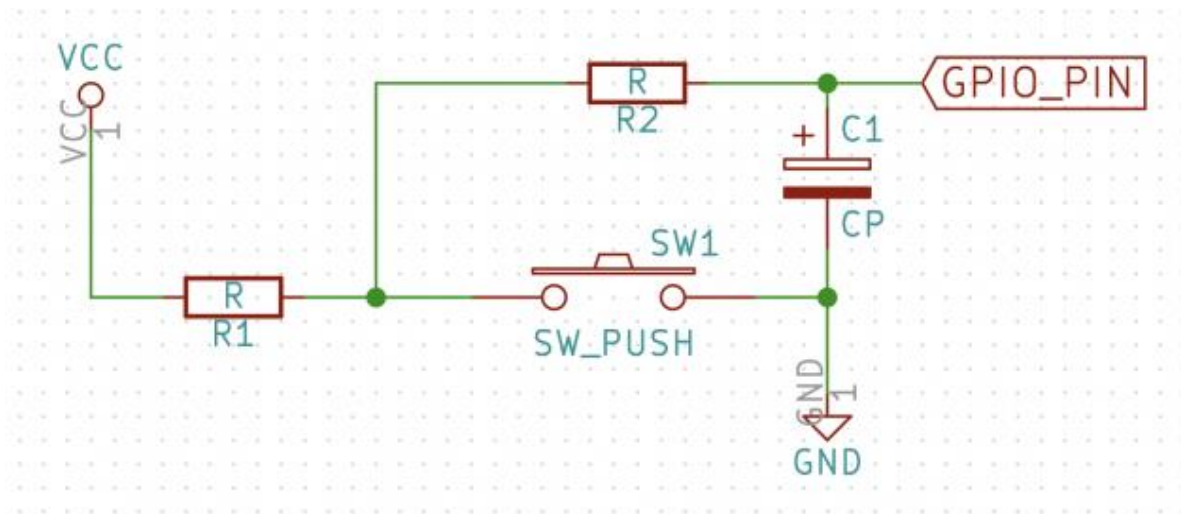 VCC
VCC
1
R
R2
GPIO_PIN
+
C1
CP
SW1
R
R1
SW_PUSH
GND
1
GND